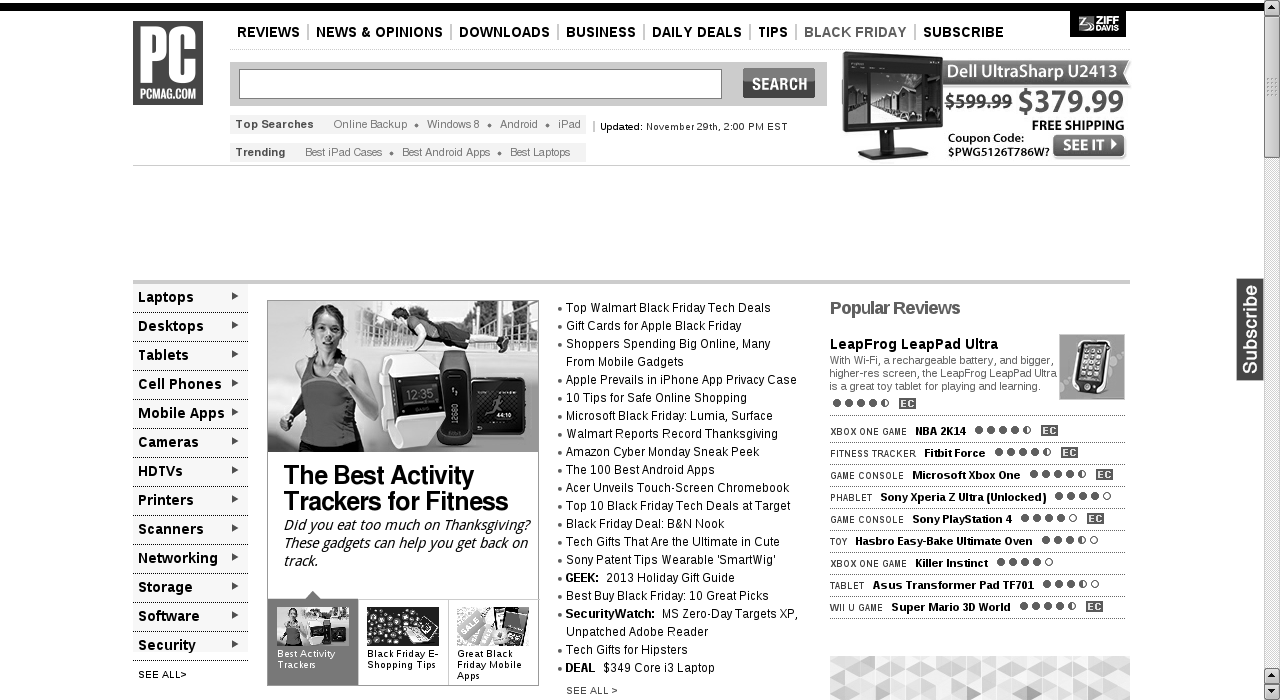 REVIEWS NEWS & OPINIONS DOWNLOADS BUSINESS DAILY DEALS TIPS BLACK FRIDAY SUBSCRIBE
ZIFF DAVIS
PC
PCMAG.COM
SEARCH
Top Searches Online Backup • Windows 8 • Android • iPad
Updated: November 29th, 2:00 PM EST
Trending Best iPad Cases • Best Android Apps • Best Laptops
Dell UltraSharp U2413
$599.99 $379.99
FREE SHIPPING
Coupon Code:
$PWG5126T786W?
SEE IT
Subscribe
Laptops
Desktops
Tablets
Cell Phones
Mobile Apps
Cameras
HDTVs
Printers
Scanners
Networking
Storage
Software
Security
SEE ALL>
12:35
12680
44:10
The Best Activity
Trackers for Fitness
Did you eat too much on Thanksgiving?
These gadgets can help you get back on
track.
Best Activity
Trackers
Black Friday E-
Shopping Tips
Great Black
Friday Mobile
Apps
• Top Walmart Black Friday Tech Deals
• Gift Cards for Apple Black Friday
• Shoppers Spending Big Online, Many
From Mobile Gadgets
• Apple Prevails in iPhone App Privacy Case
• 10 Tips for Safe Online Shopping
• Microsoft Black Friday: Lumia, Surface
• Walmart Reports Record Thanksgiving
• Amazon Cyber Monday Sneak Peek
• The 100 Best Android Apps
• Acer Unveils Touch-Screen Chromebook
• Top 10 Black Friday Tech Deals at Target
• Black Friday Deal: B&N Nook
• Tech Gifts That Are the Ultimate in Cute
• Sony Patent Tips Wearable 'SmartWig'
• GEEK: 2013 Holiday Gift Guide
• Best Buy Black Friday: 10 Great Picks
• SecurityWatch: MS Zero-Day Targets XP,
Unpatched Adobe Reader
• Tech Gifts for Hipsters
• DEAL $349 Core i3 Laptop
SEE ALL >
Popular Reviews
LeapFrog LeapPad Ultra
With Wi-Fi, a rechargeable battery, and bigger,
higher-res screen, the LeapFrog LeapPad Ultra
is a great toy tablet for playing and learning.
EC
XBOX ONE GAME NBA 2K14 EC
FITNESS TRACKER Fitbit Force EC
GAME CONSOLE Microsoft Xbox One EC
PHABLET Sony Xperia Z Ultra (Unlocked)
GAME CONSOLE Sony PlayStation 4 EC
TOY Hasbro Easy-Bake Ultimate Oven
XBOX ONE GAME Killer Instinct
TABLET Asus Transformer Pad TF701
WII U GAME Super Mario 3D World EC